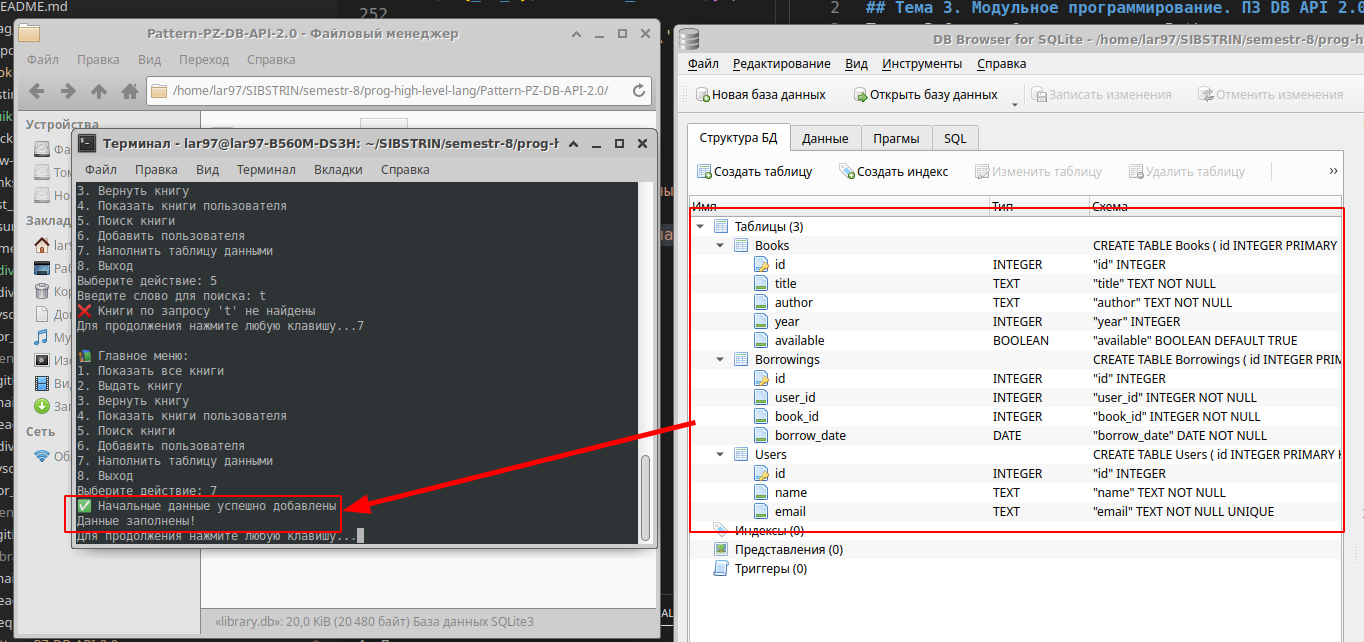 EADME.md
252
2 ## Тема 3. Модульное программирование. ПЗ DB API 2.0
Pattern-PZ-DB-API-2.0 - Файловый менеджер
Файл Правка Вид Переход Справка
/home/lar97/SIBSTRIN/semestr-8/prog-high-level-lang/Pattern-PZ-DB-API-2.0/
Устройства
Фа
Том
Но
Заклад
lar9
Раб
Кор
До
Му
Изо
Вид
Заг
Сеть
Об
«library.db»: 20,0 KiB (20 480 байт) База данных SQLite3
Терминал - lar97@lar97-B560M-DS3H: ~/SIBSTRIN/semestr-8/prog-h
Файл Правка Вид Терминал Вкладки Справка
3. Вернуть книгу
4. Показать книги пользователя
5. Поиск книги
6. Добавить пользователя
7. Наполнить таблицу данными
8. Выход
Выберите действие: 5
Введите слово для поиска: t
❌ Книги по запросу 't' не найдены
Для продолжения нажмите любую клавишу...7
📚 Главное меню:
1. Показать все книги
2. Выдать книгу
3. Вернуть книгу
4. Показать книги пользователя
5. Поиск книги
6. Добавить пользователя
7. Наполнить таблицу данными
8. Выход
Выберите действие: 7
✅ Начальные данные успешно добавлены
Данные заполнены!
Для продолжения нажмите любую клавишу...
DB Browser for SQLite - /home/lar97/SIBSTRIN/semestr-8/prog-h
Файл Редактирование Вид Инструменты Справка
Новая база данных Открыть базу данных Записать изменения Отменить изменения
Структура БД Данные Прагмы SQL
Создать таблицу Создать индекс Изменить таблицу Удалить таблицу »
Имя Тип Схема
Таблицы (3)
Books CREATE TABLE Books ( id INTEGER PRIMARY
id INTEGER "id" INTEGER
title TEXT "title" TEXT NOT NULL
author TEXT "author" TEXT NOT NULL
year INTEGER "year" INTEGER
available BOOLEAN "available" BOOLEAN DEFAULT TRUE
Borrowings CREATE TABLE Borrowings ( id INTEGER PRIM
id INTEGER "id" INTEGER
user_id INTEGER "user_id" INTEGER NOT NULL
book_id INTEGER "book_id" INTEGER NOT NULL
borrow_date DATE "borrow_date" DATE NOT NULL
Users CREATE TABLE Users ( id INTEGER PRIMARY K
id INTEGER "id" INTEGER
name TEXT "name" TEXT NOT NULL
email TEXT "email" TEXT NOT NULL UNIQUE
Индексы (0)
Представления (0)
Триггеры (0)